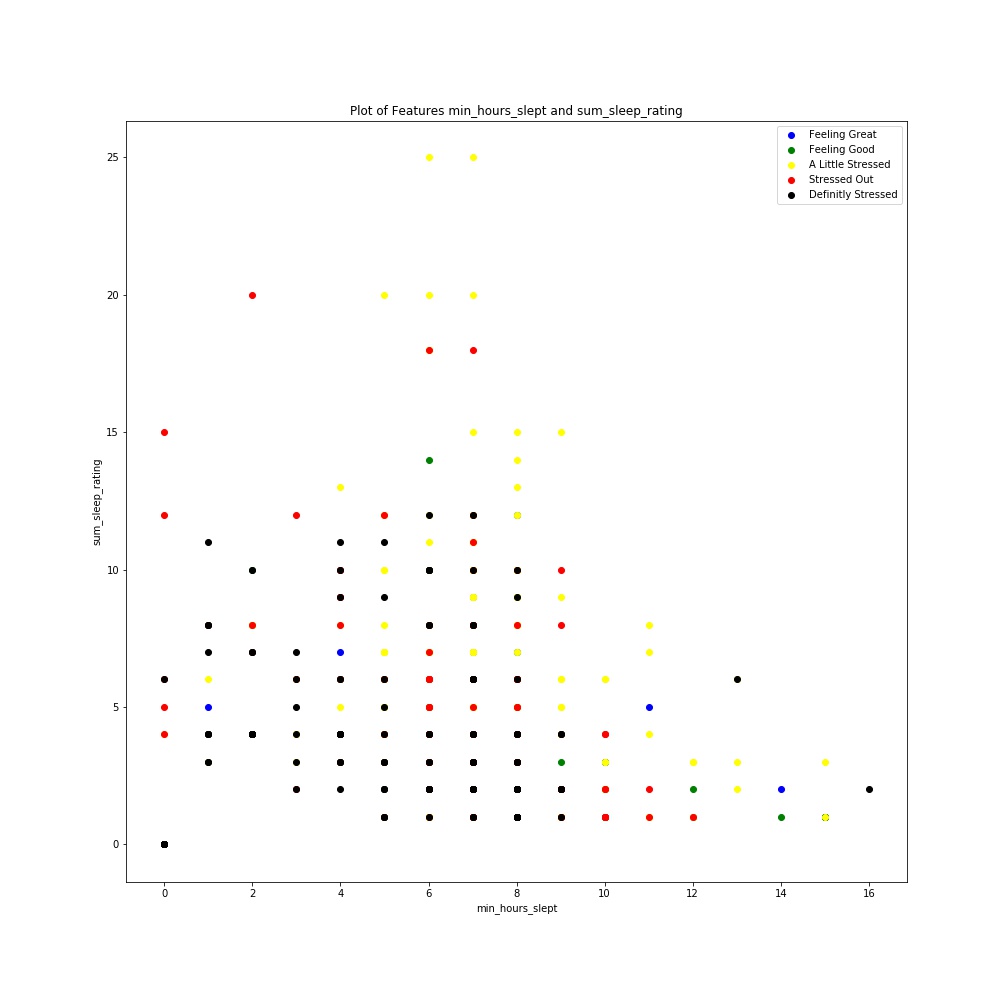 Plot of Features min_hours_slept and sum_sleep_rating
Feeling Great
Feeling Good
A Little Stressed
Stressed Out
Definitly Stressed
25
20
15
10
5
0
sum_sleep_rating
0 2 4 6 8 10 12 14 16
min_hours_slept